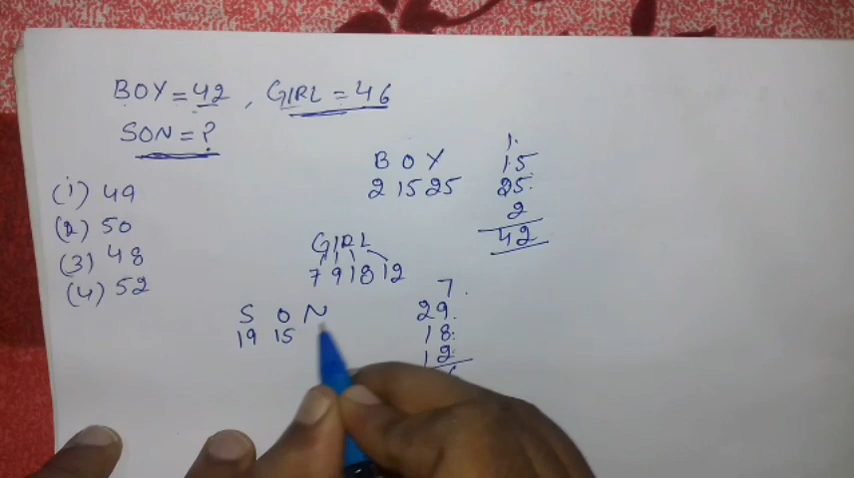 BOY = 42, GIRL = 46
SON = ?
(1) 49
(2) 50
(3) 48
(4) 52
B O Y
2 15 25
1
15
25
2
42
GIRL
7 9 18 12
7
29
18
12
S O N
19 15